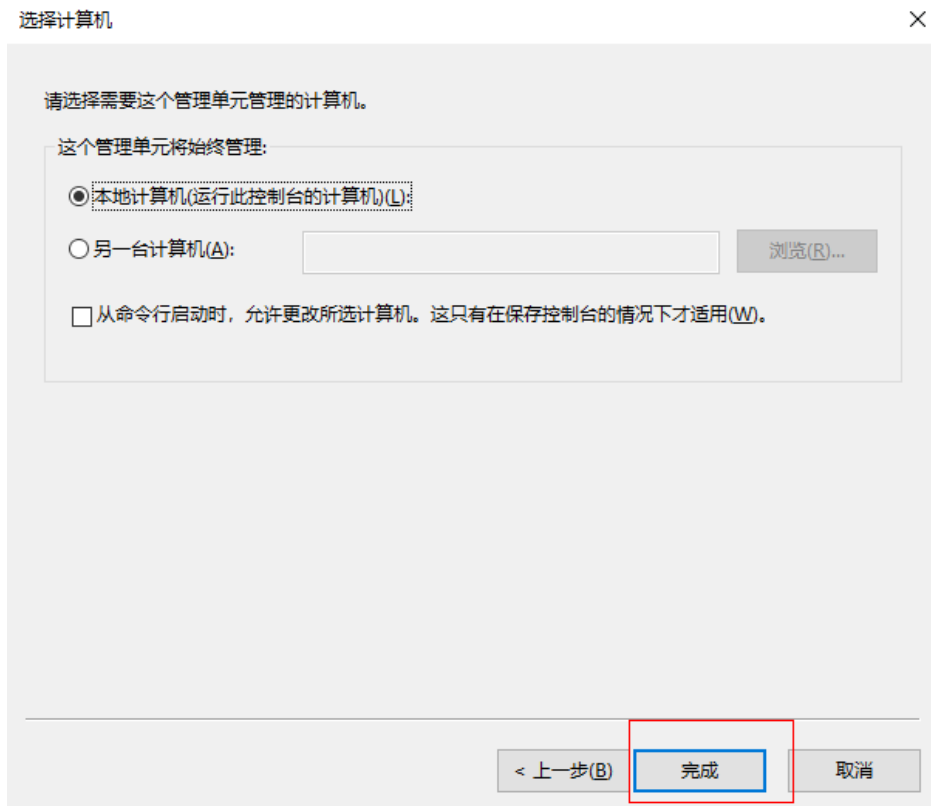 选择计算机
请选择需要这个管理单元管理的计算机。
这个管理单元将始终管理:
本地计算机(运行此控制台的计算机)(L):
另一台计算机(A):
浏览(R)...
从命令行启动时，允许更改所选计算机。这只有在保存控制台的情况下才适用(W)。
< 上一步(B)
完成
取消